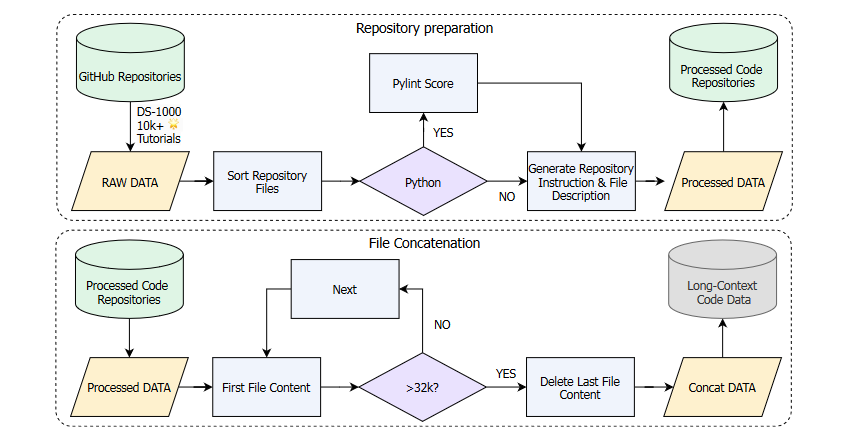 Repository preparation
GitHub Repositories
DS-1000
10k+
Tutorials
RAW DATA
Sort Repository
Files
Python
YES
Pylint Score
NO
Generate Repository
Instruction & File
Description
Processed DATA
Processed Code
Repositories
File Concatenation
Processed Code
Repositories
Processed DATA
First File Content
>32k?
NO
Next
YES
Delete Last File
Content
Concat DATA
Long-Context
Code Data